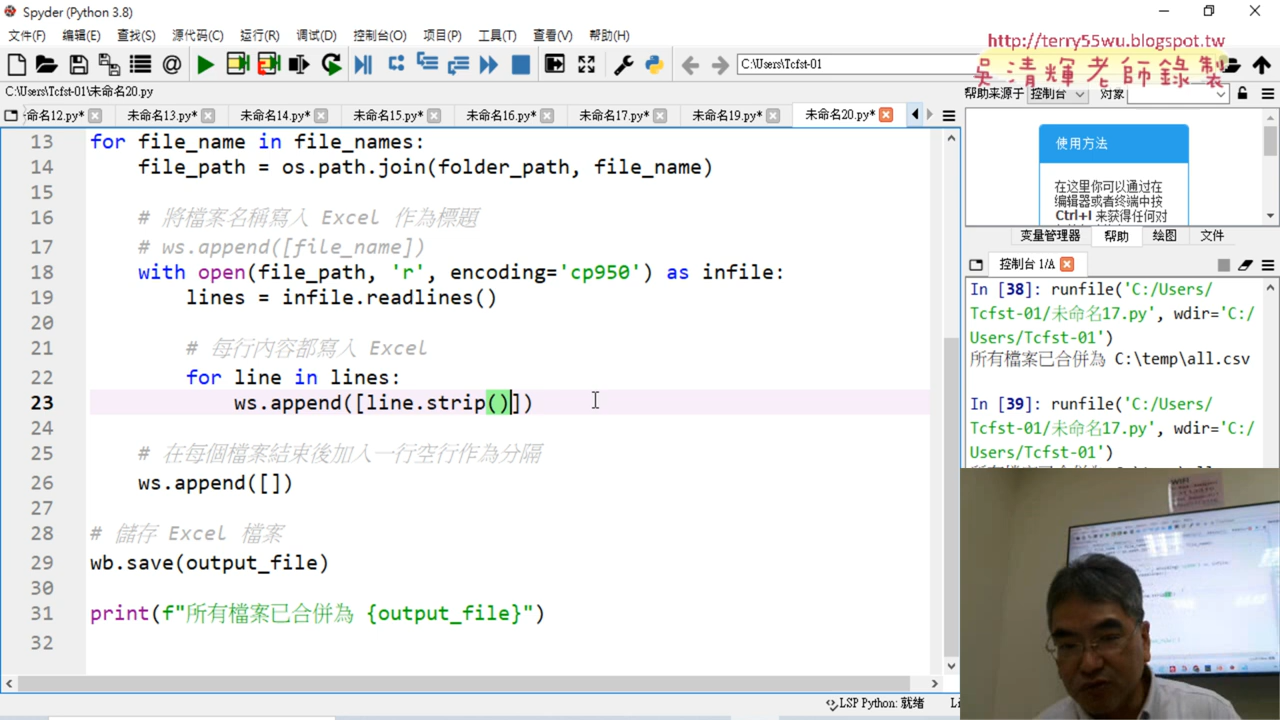 Spyder (Python 3.8)
文件(F) 编辑(E) 查找(S) 源代码(C) 运行(R) 调试(D) 控制台(O) 项目(P) 工具(T) 查看(V) 帮助(H)
http://terry55wu.blogspot.tw
吳清輝老師錄製
C:\Users\Tcfst-01
C:\Users\Tcfst-01\未命名20.py
帮助来源于 控制台 对象
命名12.py* 未命名13.py* 未命名14.py* 未命名15.py* 未命名16.py* 未命名17.py* 未命名19.py* 未命名20.py*
13 for file_name in file_names:
14 file_path = os.path.join(folder_path, file_name)
15
16 # 將檔案名稱寫入 Excel 作為標題
17 # ws.append([file_name])
18 with open(file_path, 'r', encoding='cp950') as infile:
19 lines = infile.readlines()
20
21 # 每行內容都寫入 Excel
22 for line in lines:
23 ws.append([line.strip()])
24
25 # 在每個檔案結束後加入一行空行作為分隔
26 ws.append([])
27
28 # 儲存 Excel 檔案
29 wb.save(output_file)
30
31 print(f"所有檔案已合併為 {output_file}")
32
使用方法
在这里你可以通过在
编辑器或者终端中按
Ctrl+I 来获得任何对
变量管理器 帮助 绘图 文件
控制台 1/A
In [38]: runfile('C:/Users/
Tcfst-01/未命名17.py', wdir='C:/
Users/Tcfst-01')
所有檔案已合併為 C:\temp\all.csv
In [39]: runfile('C:/Users/
Tcfst-01/未命名17.py', wdir='C:/
Users/Tcfst-01')
LSP Python: 就绪